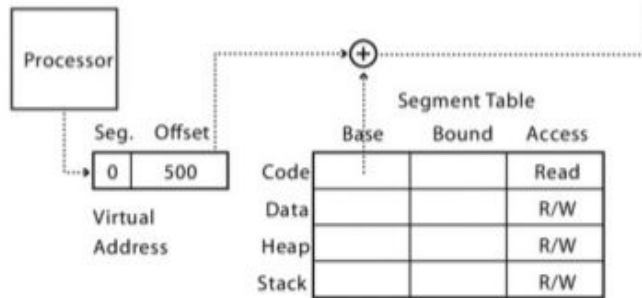 Processor
+
Segment Table
Seg. Offset
Base Bound Access
0 500
Code Read
Data R/W
Heap R/W
Stack R/W
Virtual
Address